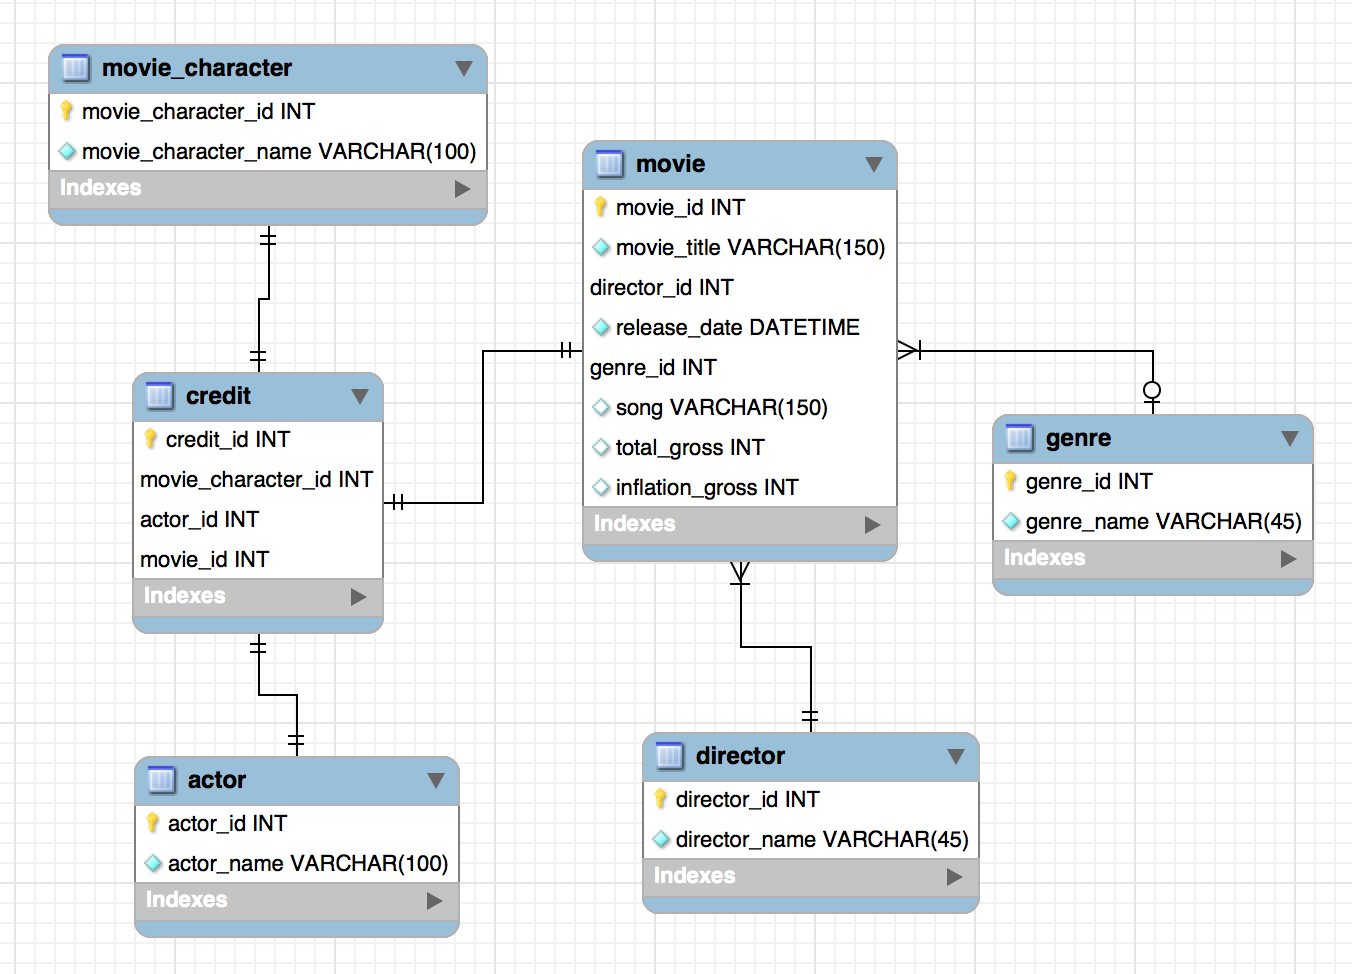 movie_character
movie_character_id INT
movie_character_name VARCHAR(100)
Indexes
movie
movie_id INT
movie_title VARCHAR(150)
director_id INT
release_date DATETIME
genre_id INT
song VARCHAR(150)
total_gross INT
inflation_gross INT
Indexes
credit
credit_id INT
movie_character_id INT
actor_id INT
movie_id INT
Indexes
genre
genre_id INT
genre_name VARCHAR(45)
Indexes
actor
actor_id INT
actor_name VARCHAR(100)
Indexes
director
director_id INT
director_name VARCHAR(45)
Indexes